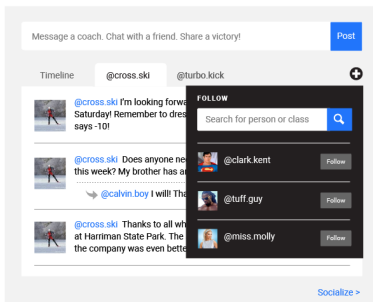 Message a coach. Chat with a friend. Share a victory!
Post
Timeline
@cross.ski
@turbo.kick
@cross.ski I'm looking forwa
Saturday! Remember to dres
says -10!
@cross.ski Does anyone nee
this week? My brother has a
@calvin.boy I will! Tha
@cross.ski Thanks to all wh
at Harriman State Park. The
the company was even bette
FOLLOW
Search for person or class
@clark.kent
Follow
@tuff.guy
Follow
@miss.molly
Follow
Socialize >